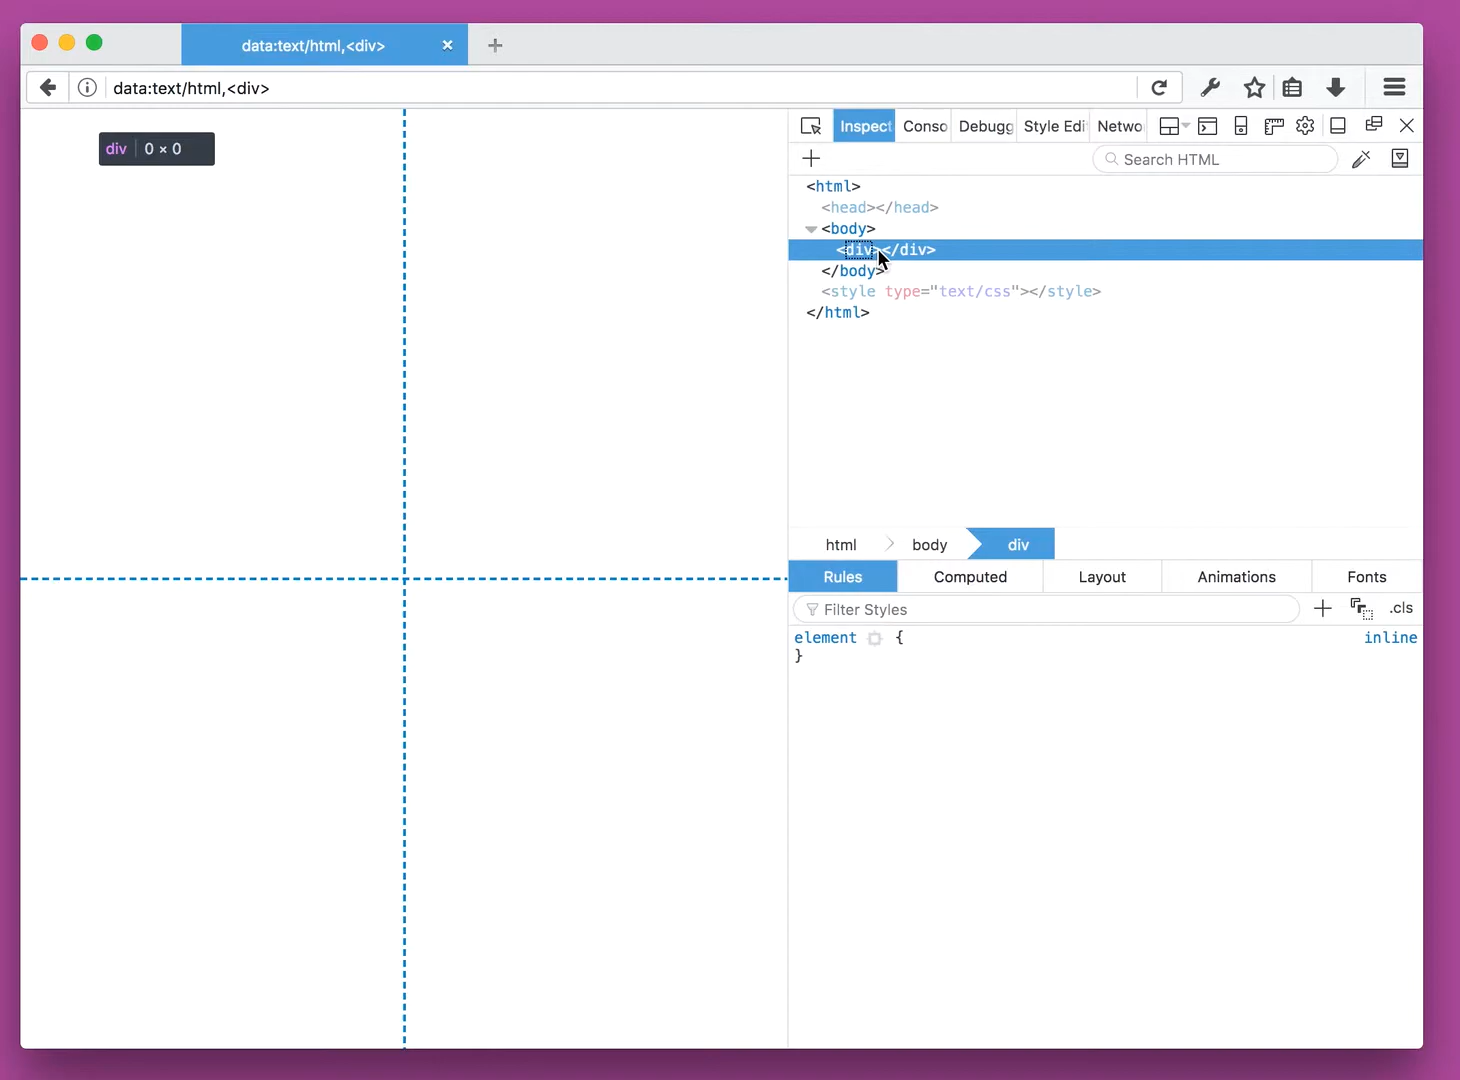 data:text/html,<div>
data:text/html,<div>
div 0 × 0
Inspect Conso Debugg Style Edi Netwo
Search HTML
<html>
<head></head>
<body>
<div></div>
</body>
<style type="text/css"></style>
</html>
html body div
Rules Computed Layout Animations Fonts
Filter Styles .cls
element { inline
}